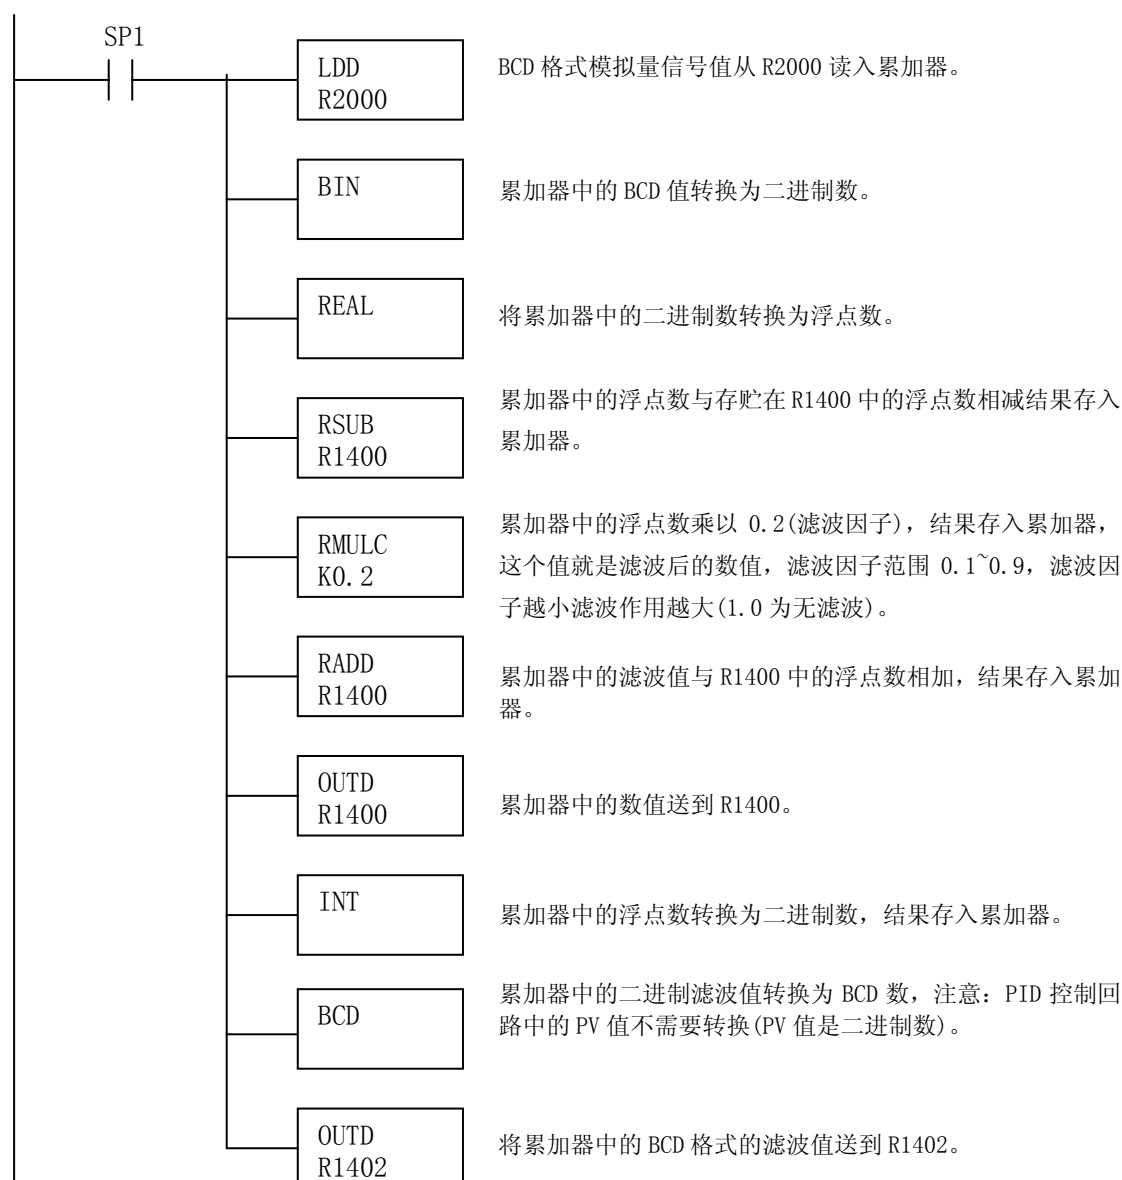 SP1
LDD
R2000
BCD 格式模拟量信号值从 R2000 读入累加器。
BIN
累加器中的 BCD 值转换为二进制数。
REAL
将累加器中的二进制数转换为浮点数。
RSUB
R1400
累加器中的浮点数与存贮在 R1400 中的浮点数相减结果存入
累加器。
RMULC
K0.2
累加器中的浮点数乘以 0.2(滤波因子)，结果存入累加器，
这个值就是滤波后的数值，滤波因子范围 0.1~0.9，滤波因
子越小滤波作用越大(1.0 为无滤波)。
RADD
R1400
累加器中的滤波值与 R1400 中的浮点数相加，结果存入累加
器。
OUTD
R1400
累加器中的数值送到 R1400。
INT
累加器中的浮点数转换为二进制数，结果存入累加器。
BCD
累加器中的二进制滤波值转换为 BCD 数，注意：PID 控制回
路中的 PV 值不需要转换(PV 值是二进制数)。
OUTD
R1402
将累加器中的 BCD 格式的滤波值送到 R1402。